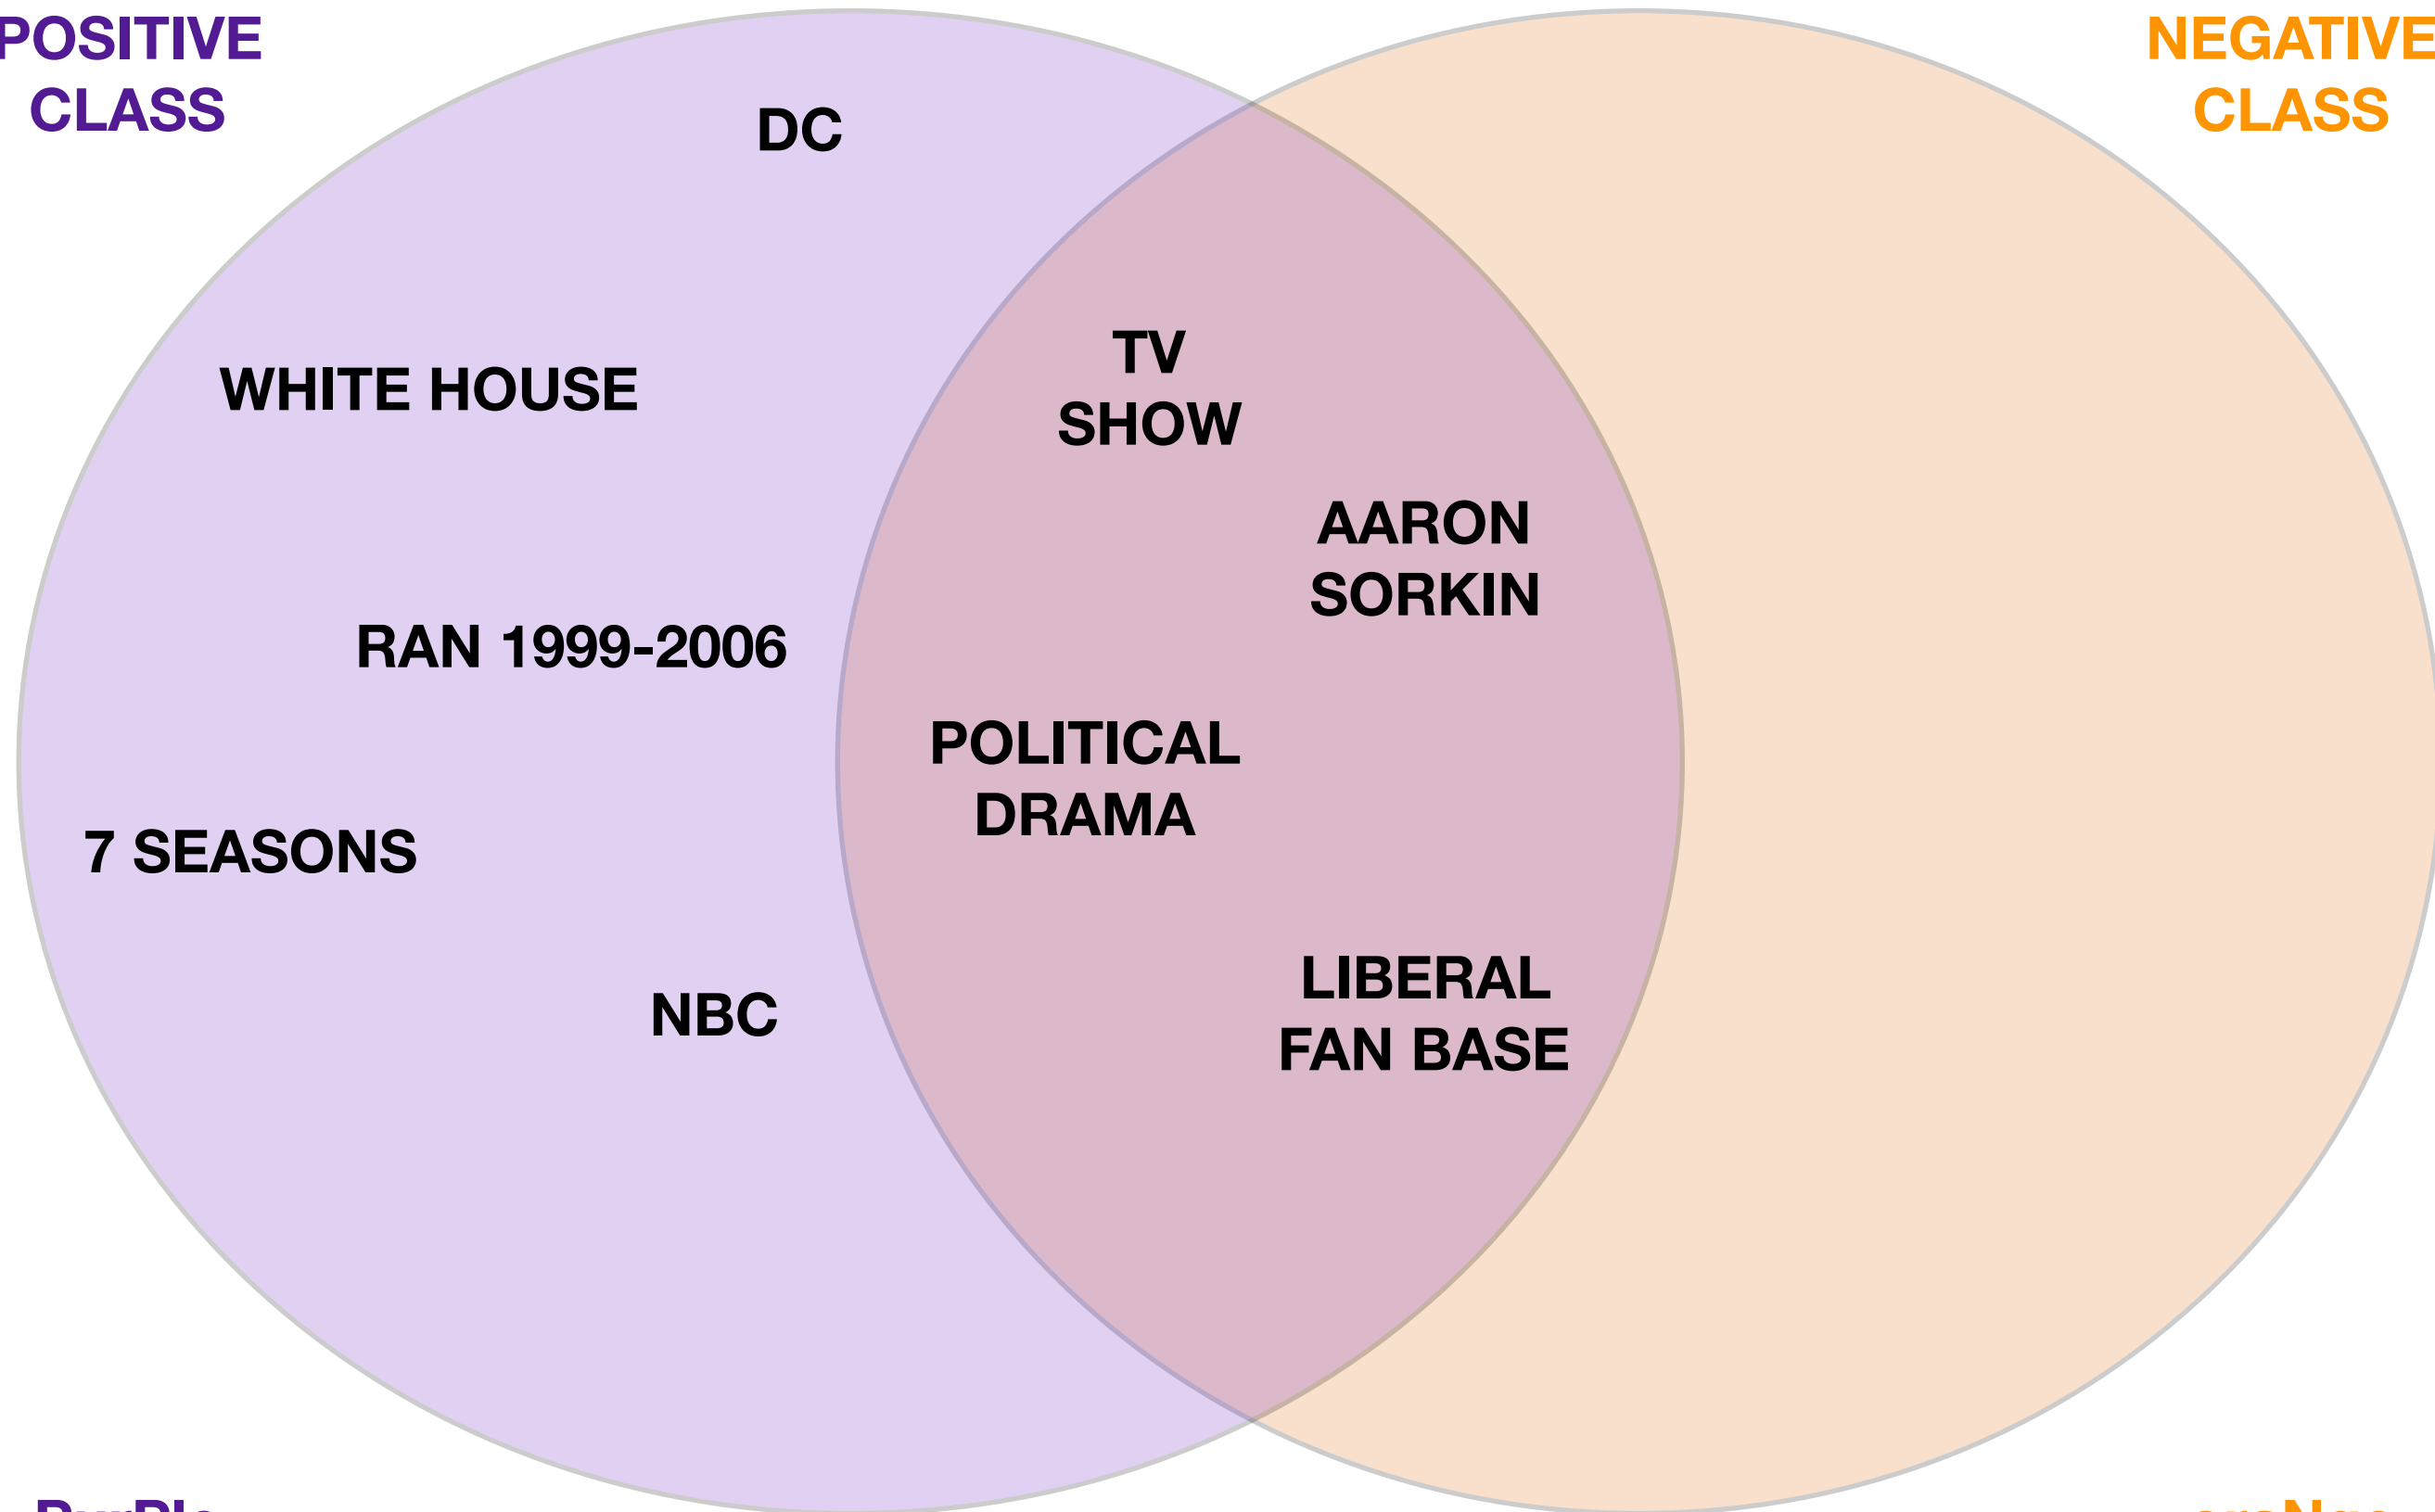 POSITIVE
CLASS
NEGATIVE
CLASS
DC
TV
SHOW
WHITE HOUSE
AARON
SORKIN
RAN 1999-2006
POLITICAL
DRAMA
7 SEASONS
LIBERAL
FAN BASE
NBC